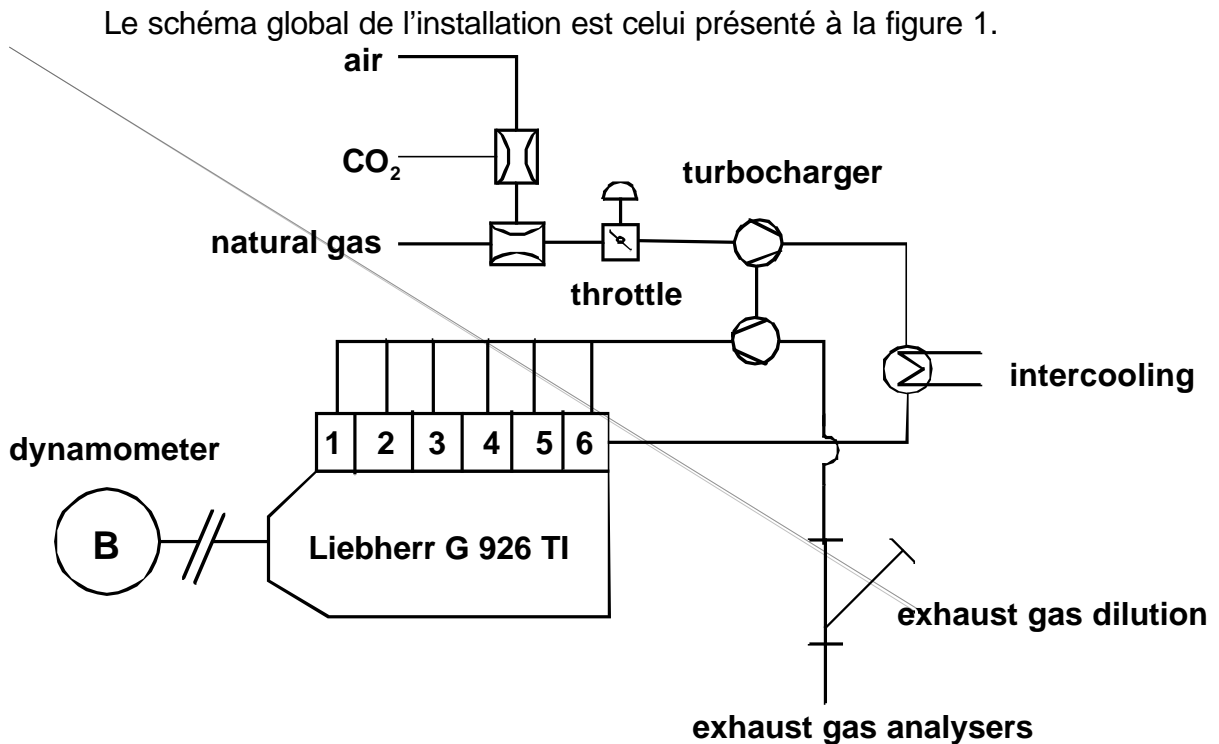 Le schéma global de l'installation est celui présenté à la figure 1.
air
CO₂
turbocharger
natural gas
throttle
intercooling
1 2 3 4 5 6
dynamometer
B
Liebherr G 926 TI
exhaust gas dilution
exhaust gas analysers